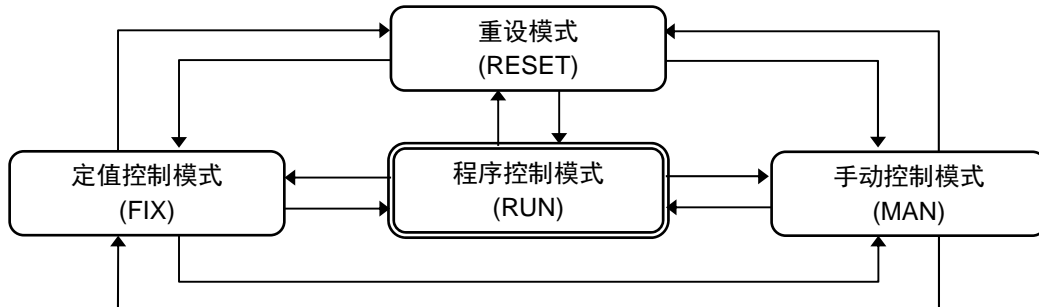 重设模式
(RESET)
定值控制模式
(FIX)
程序控制模式
(RUN)
手动控制模式
(MAN)